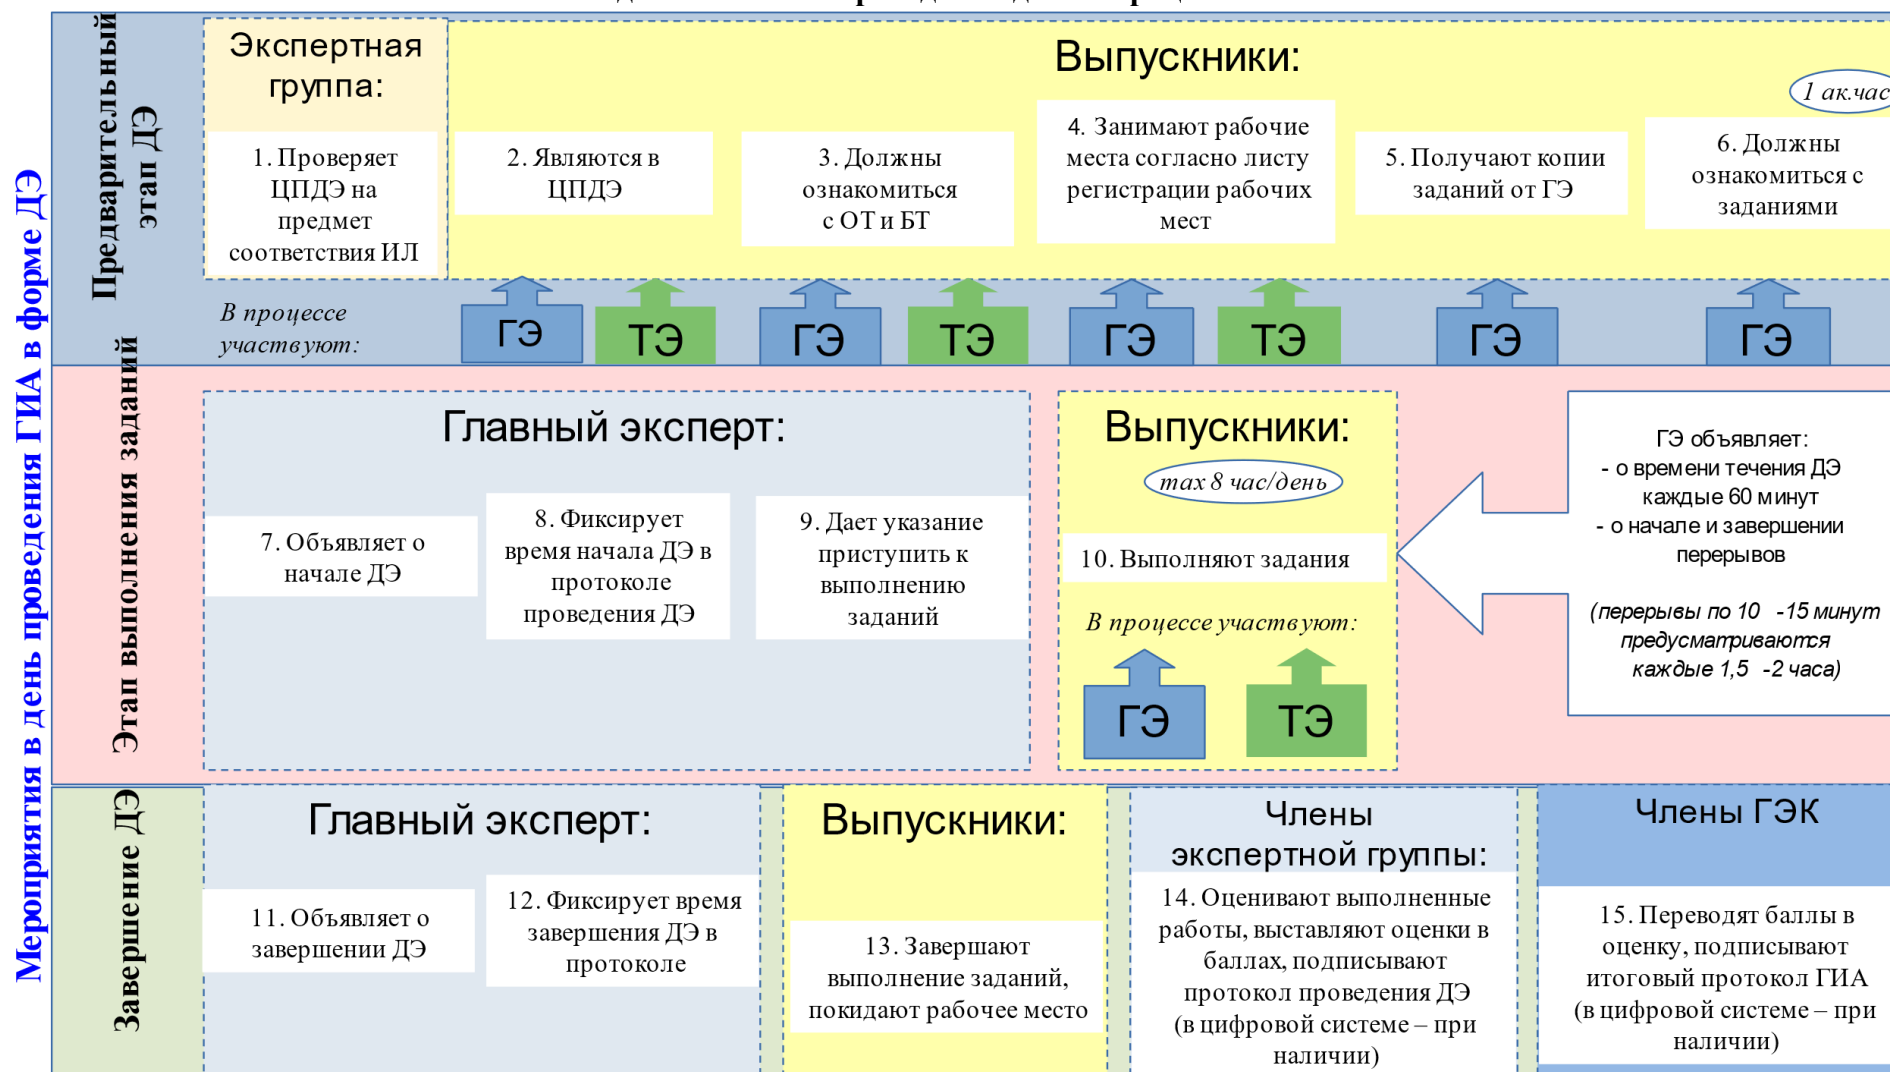 Мероприятия в день проведения ГИА в форме ДЭ
Предварительный
этап ДЭ
Экспертная
группа:
1. Проверяет
ЦПДЭ на
предмет
соответствия ИЛ
Выпускники:
1 ак.час
2. Являются в
ЦПДЭ
3. Должны
ознакомиться
с ОТ и БТ
4. Занимают рабочие
места согласно листу
регистрации рабочих
мест
5. Получают копии
заданий от ГЭ
6. Должны
ознакомиться с
заданиями
В процессе
участвуют:
ГЭ
ТЭ
ГЭ
ТЭ
ГЭ
ТЭ
ГЭ
ГЭ
Этап выполнения заданий
Главный эксперт:
7. Объявляет о
начале ДЭ
8. Фиксирует
время начала ДЭ в
протоколе
проведения ДЭ
9. Дает указание
приступить к
выполнению
заданий
Выпускники:
max 8 час/день
10. Выполняют задания
В процессе участвуют:
ГЭ
ТЭ
ГЭ объявляет:
- о времени течения ДЭ
каждые 60 минут
- о начале и завершении
перерывов
(перерывы по 10 -15 минут
предусматриваются
каждые 1,5 -2 часа)
Завершение ДЭ
Главный эксперт:
11. Объявляет о
завершении ДЭ
12. Фиксирует время
завершения ДЭ в
протоколе
Выпускники:
13. Завершают
выполнение заданий,
покидают рабочее место
Члены
экспертной группы:
14. Оценивают выполненные
работы, выставляют оценки в
баллах, подписывают
протокол проведения ДЭ
(в цифровой системе – при
наличии)
Члены ГЭК
15. Переводят баллы в
оценку, подписывают
итоговый протокол ГИА
(в цифровой системе – при
наличии)